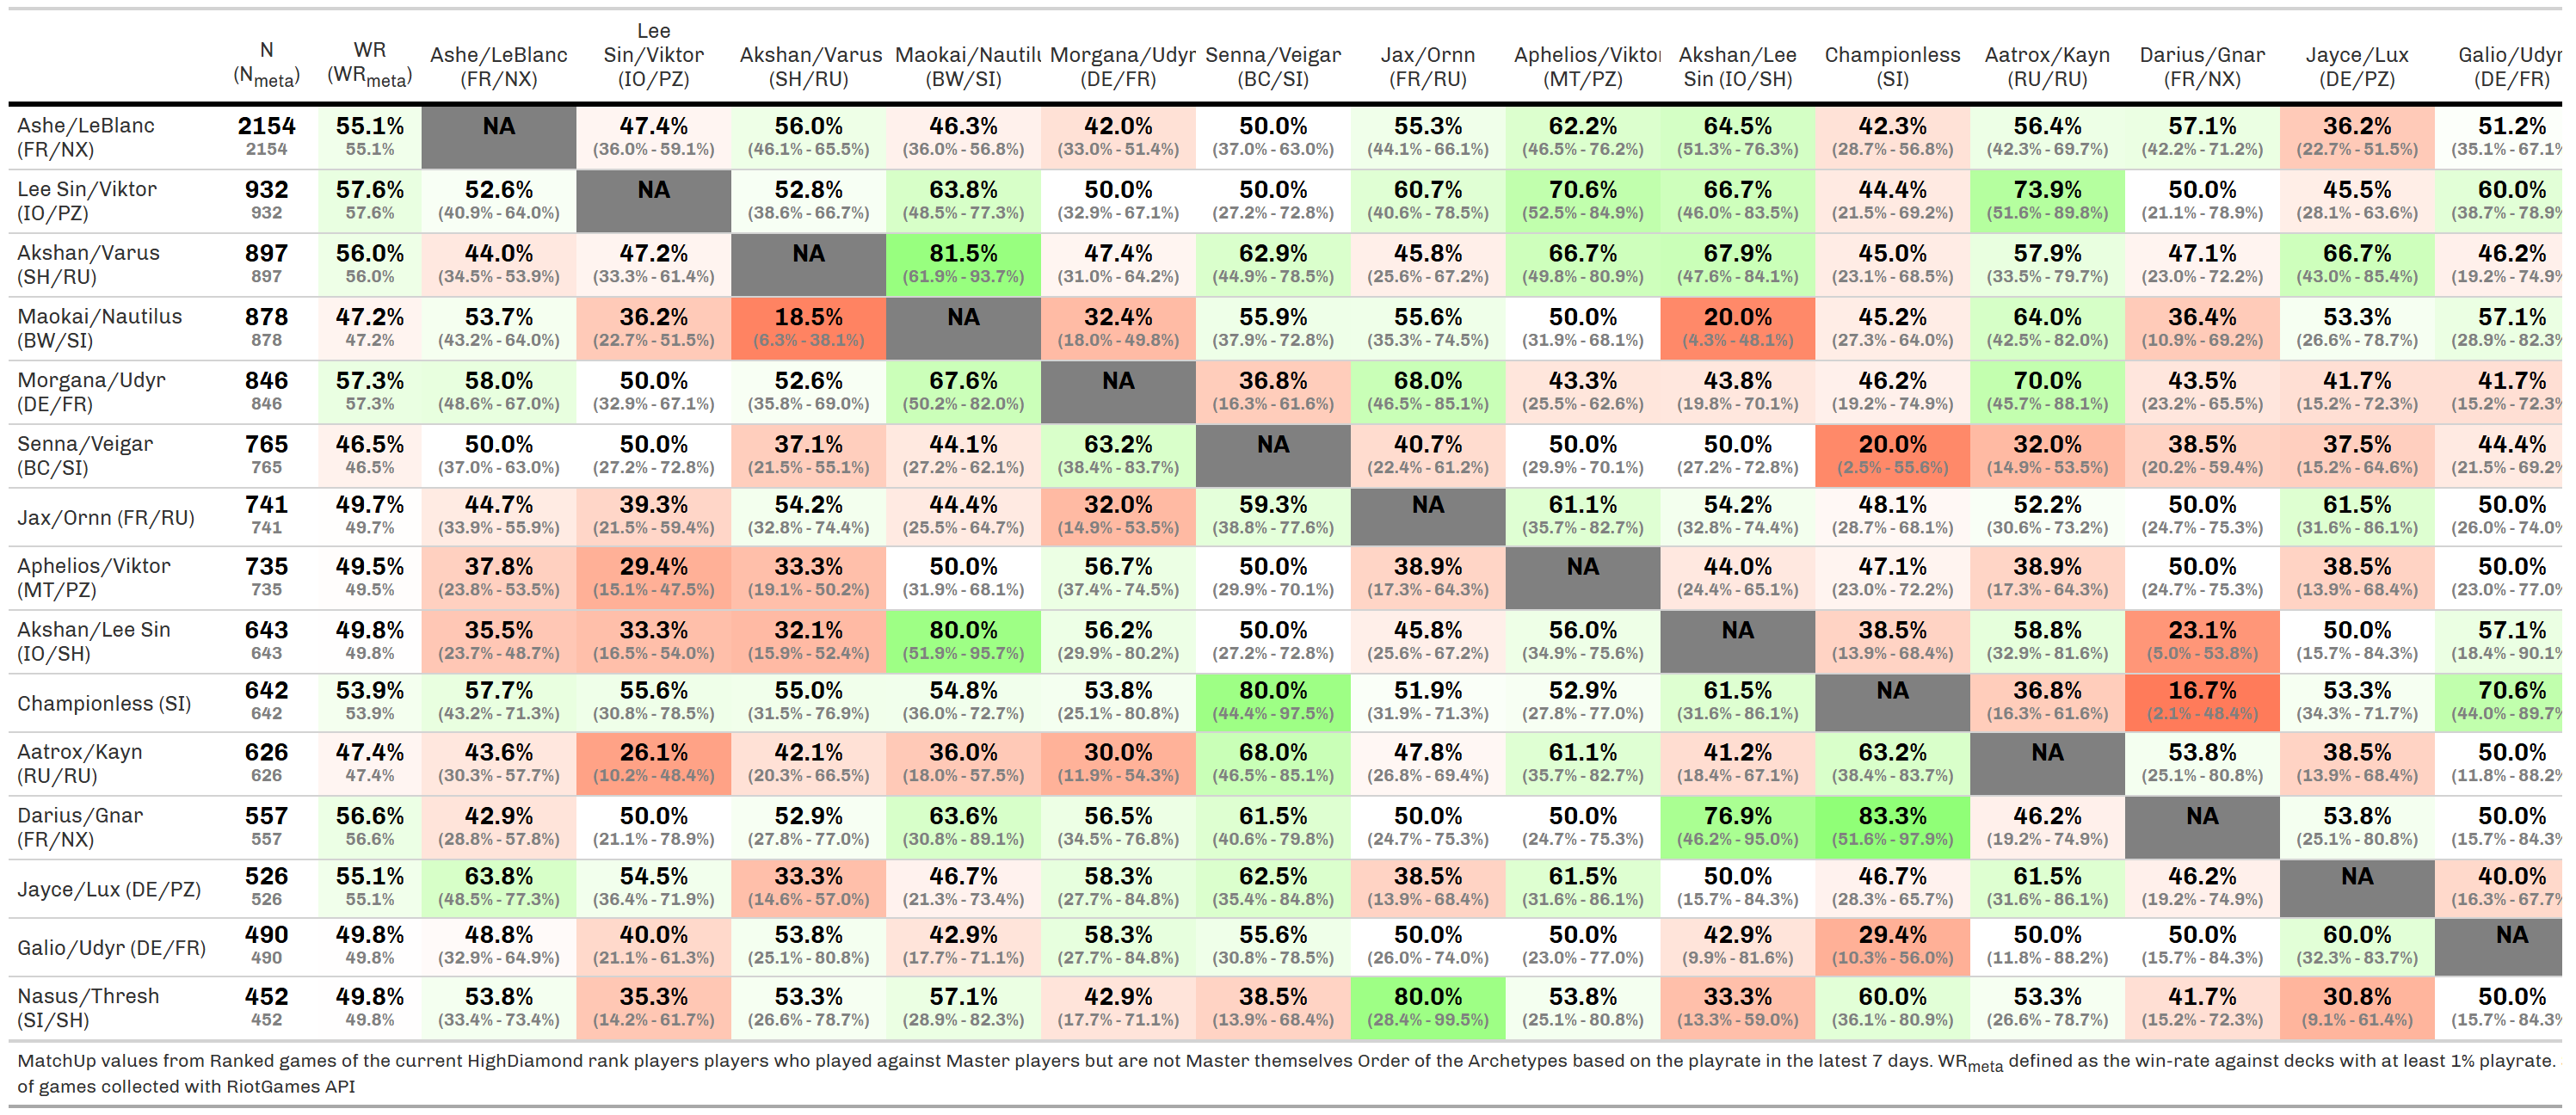 N (Nmeta) WR (WRmeta) Ashe/LeBlanc (FR/NX) Lee Sin/Viktor (IO/PZ) Akshan/Varus (SH/RU) Maokai/Nautilu (BW/SI) Morgana/Udyr (DE/FR) Senna/Veigar (BC/SI) Jax/Ornn (FR/RU) Aphelios/Viktor (MT/PZ) Akshan/Lee Sin (IO/SH) Championless (SI) Aatrox/Kayn (RU/RU) Darius/Gnar (FR/NX) Jayce/Lux (DE/PZ) Galio/Udyr (DE/FR)
Ashe/LeBlanc 2154 55.1% NA 47.4% 56.0% 46.3% 42.0% 50.0% 55.3% 62.2% 64.5% 42.3% 56.4% 57.1% 36.2% 51.2%
(FR/NX) 2154 55.1% (36.0% - 59.1%) (46.1% - 65.5%) (36.0% - 56.8%) (33.0% - 51.4%) (37.0% - 63.0%) (44.1% - 66.1%) (46.5% - 76.2%) (51.3% - 76.3%) (28.7% - 56.8%) (42.3% - 69.7%) (42.2% - 71.2%) (22.7% - 51.5%) (35.1% - 67.1%
Lee Sin/Viktor 932 57.6% 52.6% NA 52.8% 63.8% 50.0% 50.0% 60.7% 70.6% 66.7% 44.4% 73.9% 50.0% 45.5% 60.0%
(IO/PZ) 932 57.6% (40.9% - 64.0%) (38.6% - 66.7%) (48.5% - 77.3%) (32.9% - 67.1%) (27.2% - 72.8%) (40.6% - 78.5%) (52.5% - 84.9%) (46.0% - 83.5%) (21.5% - 69.2%) (51.6% - 89.8%) (21.1% - 78.9%) (28.1% - 63.6%) (38.7% - 78.9%
Akshan/Varus 897 56.0% 44.0% 47.2% NA 81.5% 47.4% 62.9% 45.8% 66.7% 67.9% 45.0% 57.9% 47.1% 66.7% 46.2%
(SH/RU) 897 56.0% (34.5% - 53.9%) (33.3% - 61.4%) (61.9% - 93.7%) (31.0% - 64.2%) (44.9% - 78.5%) (25.6% - 67.2%) (49.8% - 80.9%) (47.6% - 84.1%) (23.1% - 68.5%) (33.5% - 79.7%) (23.0% - 72.2%) (43.0% - 85.4%) (19.2% - 74.9%
Maokai/Nautilus 878 47.2% 53.7% 36.2% 18.5% NA 32.4% 55.9% 55.6% 50.0% 20.0% 45.2% 64.0% 36.4% 53.3% 57.1%
(BW/SI) 878 47.2% (43.2% - 64.0%) (22.7% - 51.5%) (6.3% - 38.1%) (18.0% - 49.8%) (37.9% - 72.8%) (35.3% - 74.5%) (31.9% - 68.1%) (4.3% - 48.1%) (27.3% - 64.0%) (42.5% - 82.0%) (10.9% - 69.2%) (26.6% - 78.7%) (28.9% - 82.3%
Morgana/Udyr 846 57.3% 58.0% 50.0% 52.6% 67.6% NA 36.8% 68.0% 43.3% 43.8% 46.2% 70.0% 43.5% 41.7% 41.7%
(DE/FR) 846 57.3% (48.6% - 67.0%) (32.9% - 67.1%) (35.8% - 69.0%) (50.2% - 82.0%) (16.3% - 61.6%) (46.5% - 85.1%) (25.5% - 62.6%) (19.8% - 70.1%) (19.2% - 74.9%) (45.7% - 88.1%) (23.2% - 65.5%) (15.2% - 72.3%) (15.2% - 72.3%
Senna/Veigar 765 46.5% 50.0% 50.0% 37.1% 44.1% 63.2% NA 40.7% 50.0% 50.0% 20.0% 32.0% 38.5% 37.5% 44.4%
(BC/SI) 765 46.5% (37.0% - 63.0%) (27.2% - 72.8%) (21.5% - 55.1%) (27.2% - 62.1%) (38.4% - 83.7%) (22.4% - 61.2%) (29.9% - 70.1%) (27.2% - 72.8%) (2.5% - 55.6%) (14.9% - 53.5%) (20.2% - 59.4%) (15.2% - 64.6%) (21.5% - 69.2%
Jax/Ornn (FR/RU) 741 49.7% 44.7% 39.3% 54.2% 44.4% 32.0% 59.3% NA 61.1% 54.2% 48.1% 52.2% 50.0% 61.5% 50.0%
741 49.7% (33.9% - 55.9%) (21.5% - 59.4%) (32.8% - 74.4%) (25.5% - 64.7%) (14.9% - 53.5%) (38.8% - 77.6%) (35.7% - 82.7%) (32.8% - 74.4%) (28.7% - 68.1%) (30.6% - 73.2%) (24.7% - 75.3%) (31.6% - 86.1%) (26.0% - 74.0%
Aphelios/Viktor 735 49.5% 37.8% 29.4% 33.3% 50.0% 56.7% 50.0% 38.9% NA 44.0% 47.1% 38.9% 50.0% 38.5% 50.0%
(MT/PZ) 735 49.5% (23.8% - 53.5%) (15.1% - 47.5%) (19.1% - 50.2%) (31.9% - 68.1%) (37.4% - 74.5%) (29.9% - 70.1%) (17.3% - 64.3%) (24.4% - 65.1%) (23.0% - 72.2%) (17.3% - 64.3%) (24.7% - 75.3%) (13.9% - 68.4%) (23.0% - 77.0%
Akshan/Lee Sin 643 49.8% 35.5% 33.3% 32.1% 80.0% 56.2% 50.0% 45.8% 56.0% NA 38.5% 58.8% 23.1% 50.0% 57.1%
(IO/SH) 643 49.8% (23.7% - 48.7%) (16.5% - 54.0%) (15.9% - 52.4%) (51.9% - 95.7%) (29.9% - 80.2%) (27.2% - 72.8%) (25.6% - 67.2%) (34.9% - 75.6%) (13.9% - 68.4%) (32.9% - 81.6%) (5.0% - 53.8%) (15.7% - 84.3%) (18.4% - 90.1%
Championless (SI) 642 53.9% 57.7% 55.6% 55.0% 54.8% 53.8% 80.0% 51.9% 52.9% 61.5% NA 36.8% 16.7% 53.3% 70.6%
642 53.9% (43.2% - 71.3%) (30.8% - 78.5%) (31.5% - 76.9%) (36.0% - 72.7%) (25.1% - 80.8%) (44.4% - 97.5%) (31.9% - 71.3%) (27.8% - 77.0%) (31.6% - 86.1%) (16.3% - 61.6%) (2.1% - 48.4%) (34.3% - 71.7%) (44.0% - 89.7%
Aatrox/Kayn 626 47.4% 43.6% 26.1% 42.1% 36.0% 30.0% 68.0% 47.8% 61.1% 41.2% 63.2% NA 53.8% 38.5% 50.0%
(RU/RU) 626 47.4% (30.3% - 57.7%) (10.2% - 48.4%) (20.3% - 66.5%) (18.0% - 57.5%) (11.9% - 54.3%) (46.5% - 85.1%) (26.8% - 69.4%) (35.7% - 82.7%) (18.4% - 67.1%) (38.4% - 83.7%) (25.1% - 80.8%) (13.9% - 68.4%) (11.8% - 88.2%
Darius/Gnar 557 56.6% 42.9% 50.0% 52.9% 63.6% 56.5% 61.5% 50.0% 50.0% 76.9% 83.3% 46.2% NA 53.8% 50.0%
(FR/NX) 557 56.6% (28.8% - 57.8%) (21.1% - 78.9%) (27.8% - 77.0%) (30.8% - 89.1%) (34.5% - 76.8%) (40.6% - 79.8%) (24.7% - 75.3%) (24.7% - 75.3%) (46.2% - 95.0%) (51.6% - 97.9%) (19.2% - 74.9%) (25.1% - 80.8%) (15.7% - 84.3%
Jayce/Lux (DE/PZ) 526 55.1% 63.8% 54.5% 33.3% 46.7% 58.3% 62.5% 38.5% 61.5% 50.0% 46.7% 61.5% 46.2% NA 40.0%
526 55.1% (48.5% - 77.3%) (36.4% - 71.9%) (14.6% - 57.0%) (21.3% - 73.4%) (27.7% - 84.8%) (35.4% - 84.8%) (13.9% - 68.4%) (31.6% - 86.1%) (15.7% - 84.3%) (28.3% - 65.7%) (31.6% - 86.1%) (19.2% - 74.9%) (16.3% - 67.7%
Galio/Udyr (DE/FR) 490 49.8% 48.8% 40.0% 53.8% 42.9% 58.3% 55.6% 50.0% 50.0% 42.9% 29.4% 50.0% 50.0% 60.0% NA
490 49.8% (32.9% - 64.9%) (21.1% - 61.3%) (25.1% - 80.8%) (17.7% - 71.1%) (27.7% - 84.8%) (30.8% - 78.5%) (26.0% - 74.0%) (23.0% - 77.0%) (9.9% - 81.6%) (10.3% - 56.0%) (11.8% - 88.2%) (15.7% - 84.3%) (32.3% - 83.7%)
Nasus/Thresh 452 49.8% 53.8% 35.3% 53.3% 57.1% 42.9% 38.5% 80.0% 53.8% 33.3% 60.0% 53.3% 41.7% 30.8% 50.0%
(SI/SH) 452 49.8% (33.4% - 73.4%) (14.2% - 61.7%) (26.6% - 78.7%) (28.9% - 82.3%) (17.7% - 71.1%) (13.9% - 68.4%) (28.4% - 99.5%) (25.1% - 80.8%) (13.3% - 59.0%) (36.1% - 80.9%) (26.6% - 78.7%) (15.2% - 72.3%) (9.1% - 61.4%) (15.7% - 84.3%
MatchUp values from Ranked games of the current HighDiamond rank players players who played against Master players but are not Master themselves Order of the Archetypes based on the playrate in the latest 7 days. WRmeta defined as the win-rate against decks with at least 1% playrate.
of games collected with RiotGames API